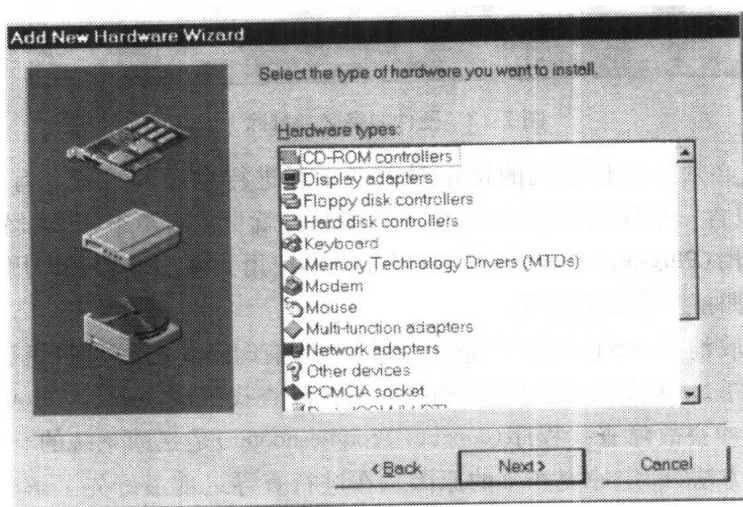 Add New Hardware Wizard
Select the type of hardware you want to install.
Hardware types:
CD-ROM controllers
Display adapters
Floppy disk controllers
Hard disk controllers
Keyboard
Memory Technology Drivers (MTDs)
Modem
Mouse
Multi-function adapters
Network adapters
Other devices
PCMCIA socket
< Back
Next >
Cancel